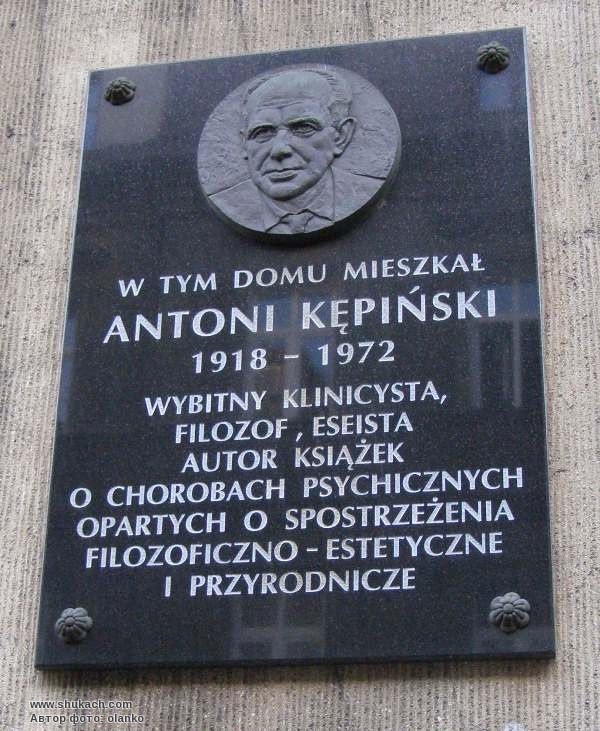 W TYM DOMU MIESZKAŁ
ANTONI KĘPIŃSKI
1918 – 1972
WYBITNY KLINICYSTA,
FILOZOF, ESEISTA
AUTOR KSIĄŻEK
O CHOROBACH PSYCHICZNYCH
OPARTYCH O SPOSTRZEŻENIA
FILOZOFICZNO – ESTETYCZNE
I PRZYRODNICZE
www.shukach.com
Автор фото: olanko